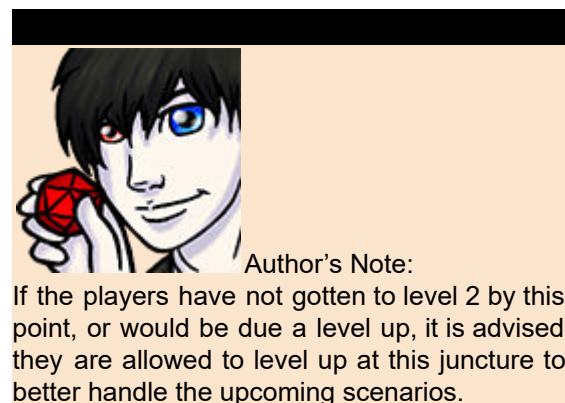 Author's Note:
If the players have not gotten to level 2 by this
point, or would be due a level up, it is advised
they are allowed to level up at this juncture to
better handle the upcoming scenarios.